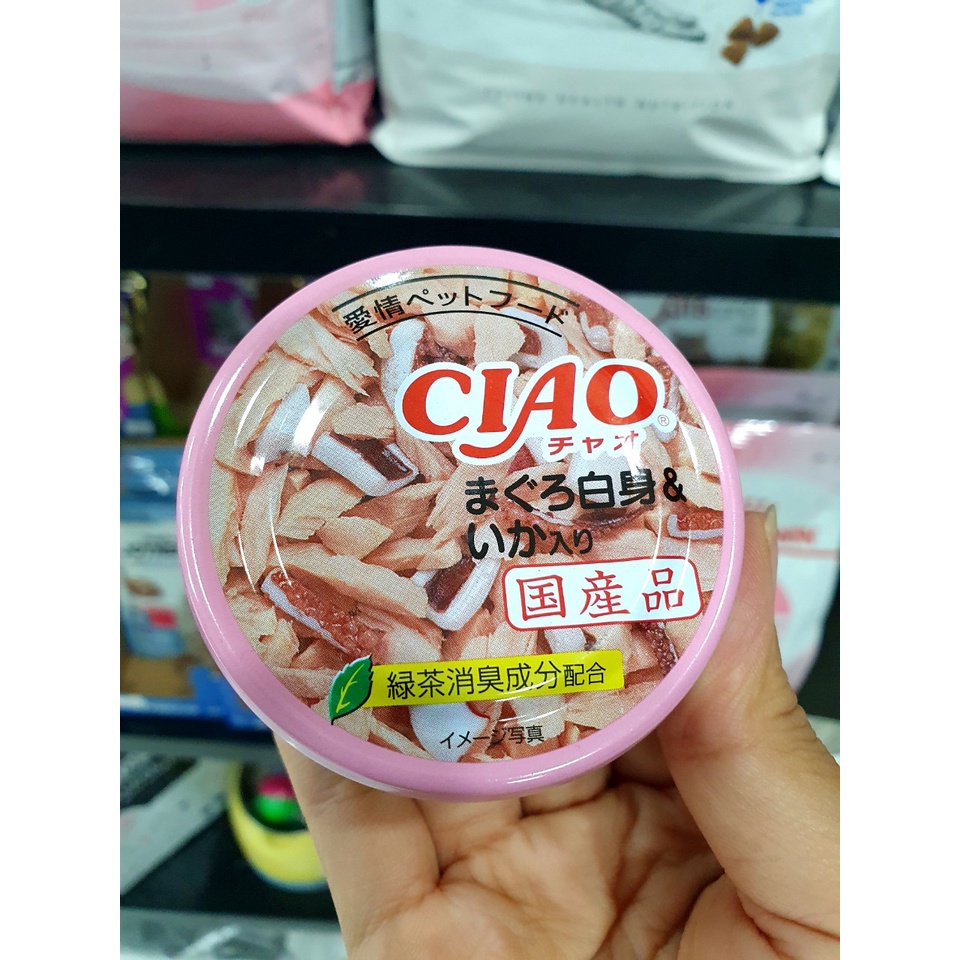 愛情ペットフード
CIAO®
チャオ
まぐろ白身&
いか入り
国産品
緑茶消臭成分配合
イメージ写真